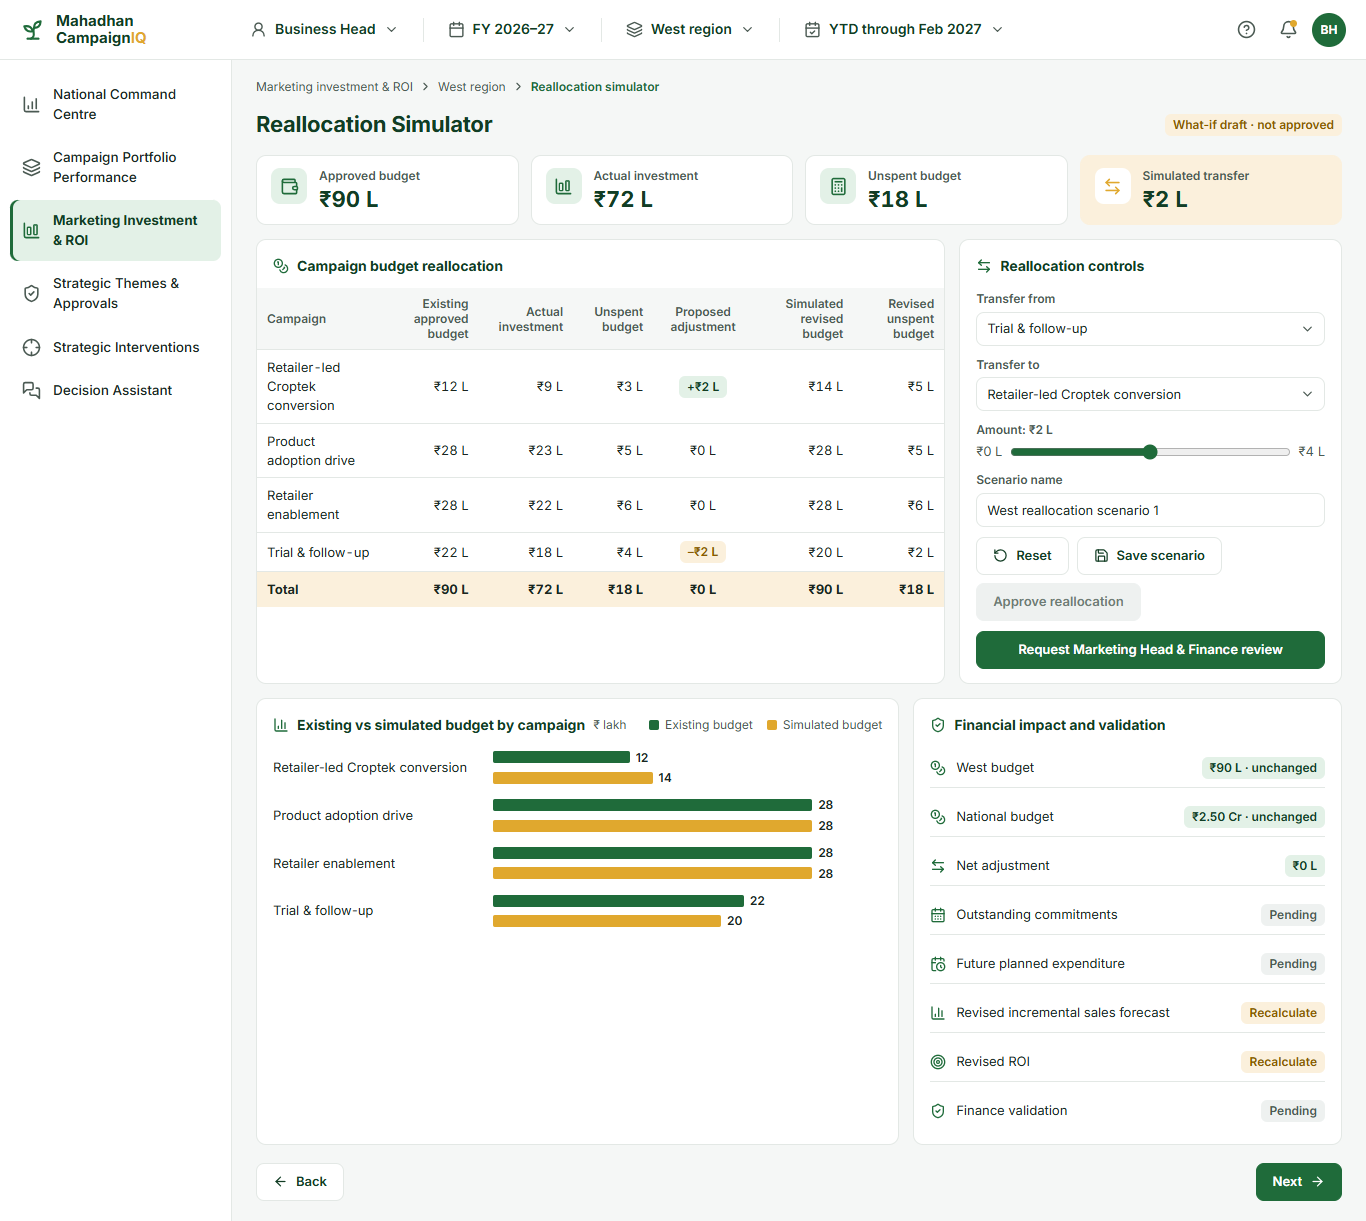 Mahadhan
CampaignIQ
Business Head
FY 2026–27
West region
YTD through Feb 2027
BH
National Command
Centre
Campaign Portfolio
Performance
Marketing Investment
& ROI
Strategic Themes &
Approvals
Strategic Interventions
Decision Assistant
Marketing investment & ROI > West region > Reallocation simulator
Reallocation Simulator
What-if draft · not approved
Approved budget
₹90 L
Actual investment
₹72 L
Unspent budget
₹18 L
Simulated transfer
₹2 L
Campaign budget reallocation
Campaign
Existing
approved
budget
Actual
investment
Unspent
budget
Proposed
adjustment
Simulated
revised
budget
Revised
unspent
budget
Retailer-led
Croptek
conversion
₹12 L ₹9 L ₹3 L +₹2 L ₹14 L ₹5 L
Product
adoption drive
₹28 L ₹23 L ₹5 L ₹0 L ₹28 L ₹5 L
Retailer
enablement
₹28 L ₹22 L ₹6 L ₹0 L ₹28 L ₹6 L
Trial & follow-up ₹22 L ₹18 L ₹4 L –₹2 L ₹20 L ₹2 L
Total ₹90 L ₹72 L ₹18 L ₹0 L ₹90 L ₹18 L
Reallocation controls
Transfer from
Trial & follow-up
Transfer to
Retailer-led Croptek conversion
Amount: ₹2 L
₹0 L ₹4 L
Scenario name
West reallocation scenario 1
Reset
Save scenario
Approve reallocation
Request Marketing Head & Finance review
Existing vs simulated budget by campaign ₹ lakh
Existing budget
Simulated budget
Retailer-led Croptek conversion
12
14
Product adoption drive
28
28
Retailer enablement
28
28
Trial & follow-up
22
20
Financial impact and validation
West budget ₹90 L · unchanged
National budget ₹2.50 Cr · unchanged
Net adjustment ₹0 L
Outstanding commitments Pending
Future planned expenditure Pending
Revised incremental sales forecast Recalculate
Revised ROI Recalculate
Finance validation Pending
Back
Next